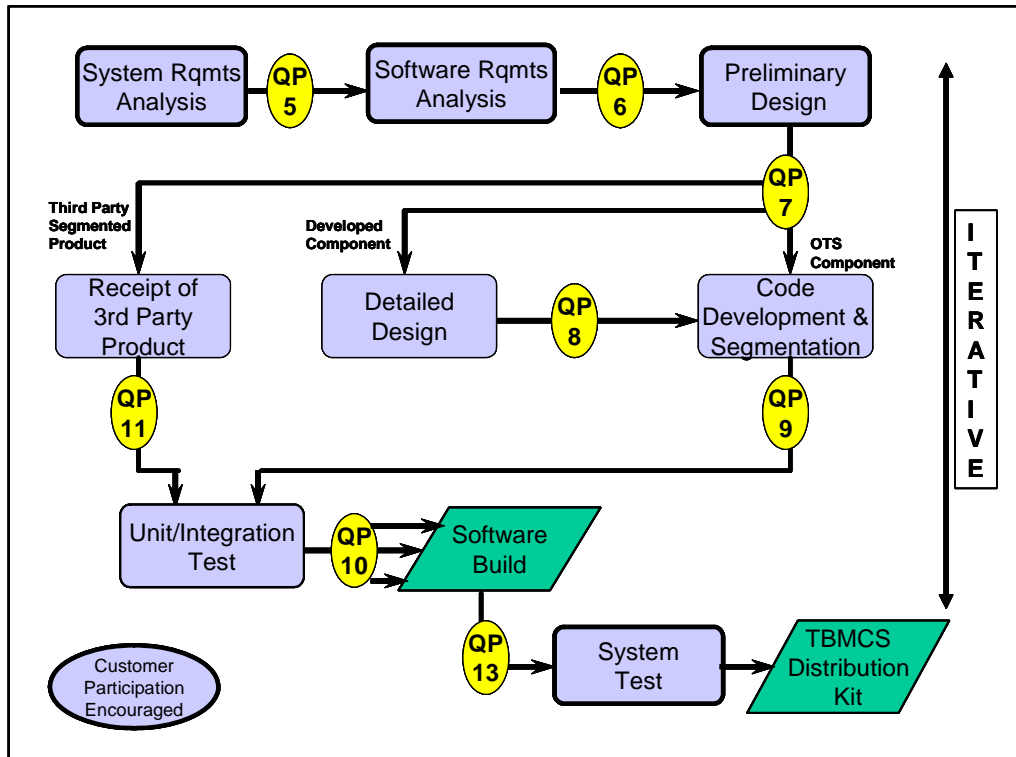 System Rqmts
Analysis
QP
5
Software Rqmts
Analysis
QP
6
Preliminary
Design
QP
7
Third Party
Segmented
Product
Developed
Component
OTS
Component
Receipt of
3rd Party
Product
Detailed
Design
QP
8
Code
Development &
Segmentation
QP
11
QP
9
Unit/Integration
Test
QP
10
Software
Build
QP
13
System
Test
TBMCS
Distribution
Kit
Customer
Participation
Encouraged
I
T
E
R
A
T
I
V
E